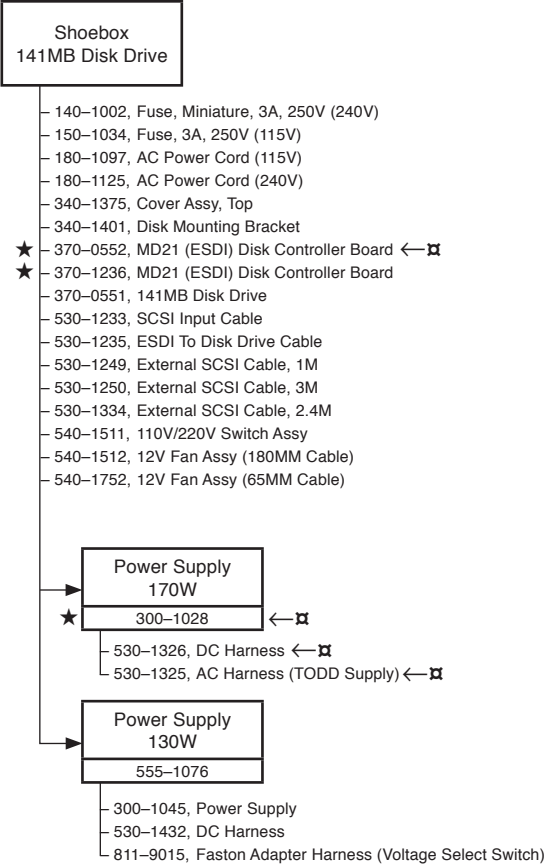 Shoebox
141MB Disk Drive
140–1002, Fuse, Miniature, 3A, 250V (240V)
150–1034, Fuse, 3A, 250V (115V)
180–1097, AC Power Cord (115V)
180–1125, AC Power Cord (240V)
340–1375, Cover Assy, Top
340–1401, Disk Mounting Bracket
★ 370–0552, MD21 (ESDI) Disk Controller Board ←¤
★ 370–1236, MD21 (ESDI) Disk Controller Board
370–0551, 141MB Disk Drive
530–1233, SCSI Input Cable
530–1235, ESDI To Disk Drive Cable
530–1249, External SCSI Cable, 1M
530–1250, External SCSI Cable, 3M
530–1334, External SCSI Cable, 2.4M
540–1511, 110V/220V Switch Assy
540–1512, 12V Fan Assy (180MM Cable)
540–1752, 12V Fan Assy (65MM Cable)
Power Supply
170W
★ 300–1028 ←¤
530–1326, DC Harness ←¤
530–1325, AC Harness (TODD Supply) ←¤
Power Supply
130W
555–1076
300–1045, Power Supply
530–1432, DC Harness
811–9015, Faston Adapter Harness (Voltage Select Switch)